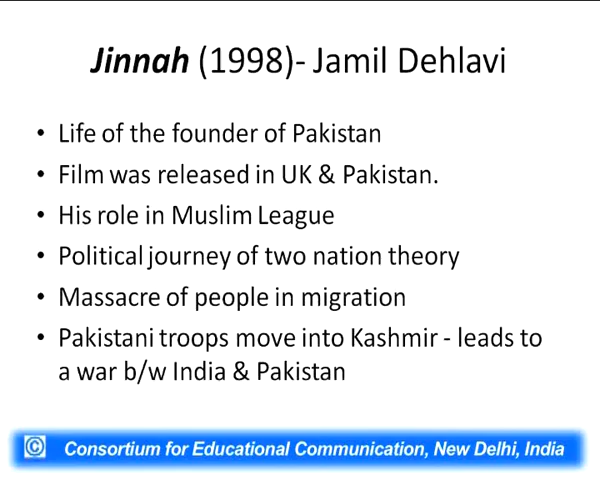 Jinnah (1998)- Jamil Dehlavi
• Life of the founder of Pakistan
• Film was released in UK & Pakistan.
• His role in Muslim League
• Political journey of two nation theory
• Massacre of people in migration
• Pakistani troops move into Kashmir - leads to
a war b/w India & Pakistan
© Consortium for Educational Communication, New Delhi, India